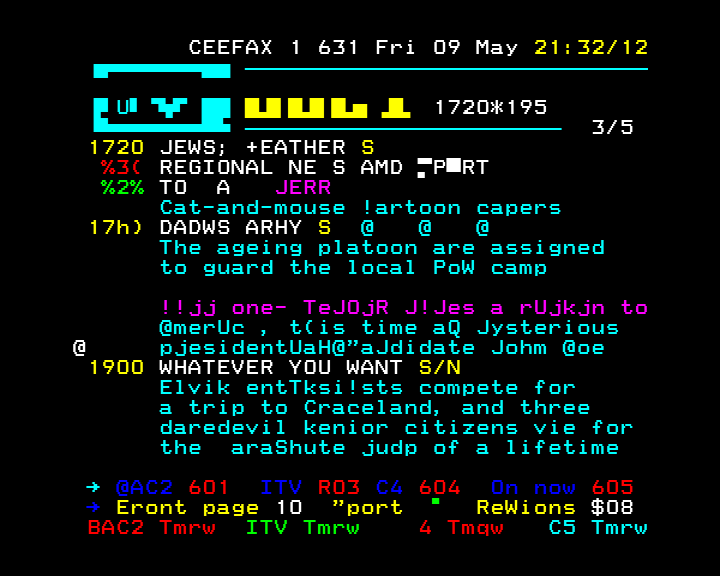 CEEFAX 1 631 Fri 09 May 21:32/12
1720*195
3/5
1720 JEWS; +EATHER S
%3( REGIONAL NE S AMD P RT
%2% TO A JERR
Cat-and-mouse !artoon capers
17h) DADWS ARHY S @ @ @
The ageing platoon are assigned
to guard the local PoW camp
!!jj one- TeJOjR J!Jes a rUjkjn to
@merUc , t(is time aQ Jysterious
@ pjesidentUaH@"aJdidate Johm @oe
1900 WHATEVER YOU WANT S/N
Elvik entTksi!sts compete for
a trip to Craceland, and three
daredevil kenior citizens vie for
the araShute judp of a lifetime
→ @AC2 601 ITV R03 C4 604 On now 605
→ Eront page 10 "port ReWions $08
BAC2 Tmrw ITV Tmrw 4 Tmqw C5 Tmrw